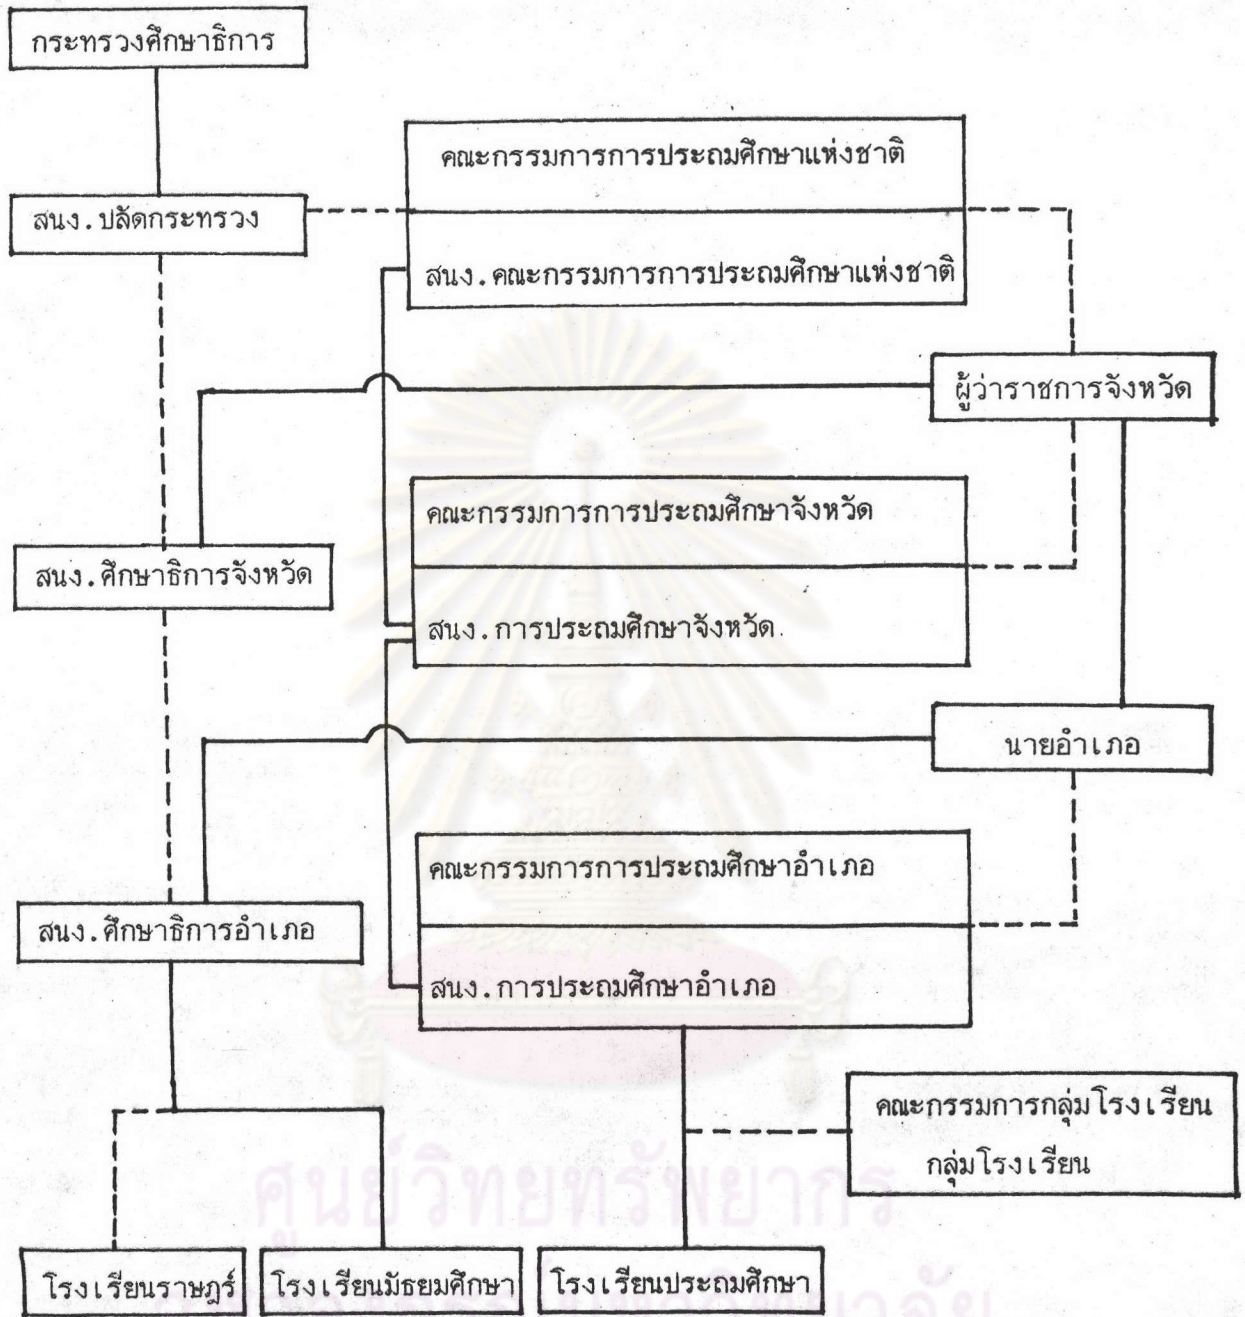 กระทรวงศึกษาธิการ
คณะกรรมการการประถมศึกษาแห่งชาติ
สนง.ปลัดกระทรวง
สนง.คณะกรรมการการประถมศึกษาแห่งชาติ
ผู้ว่าราชการจังหวัด
คณะกรรมการการประถมศึกษาจังหวัด
สนง.ศึกษาธิการจังหวัด
สนง.การประถมศึกษาจังหวัด
นายอำเภอ
คณะกรรมการการประถมศึกษาอำเภอ
สนง.ศึกษาธิการอำเภอ
สนง.การประถมศึกษาอำเภอ
คณะกรรมการกลุ่มโรงเรียน
กลุ่มโรงเรียน
ศูนย์วิทยทรัพยากร
โรงเรียนราษฎร์
โรงเรียนมัธยมศึกษา
โรงเรียนประถมศึกษา